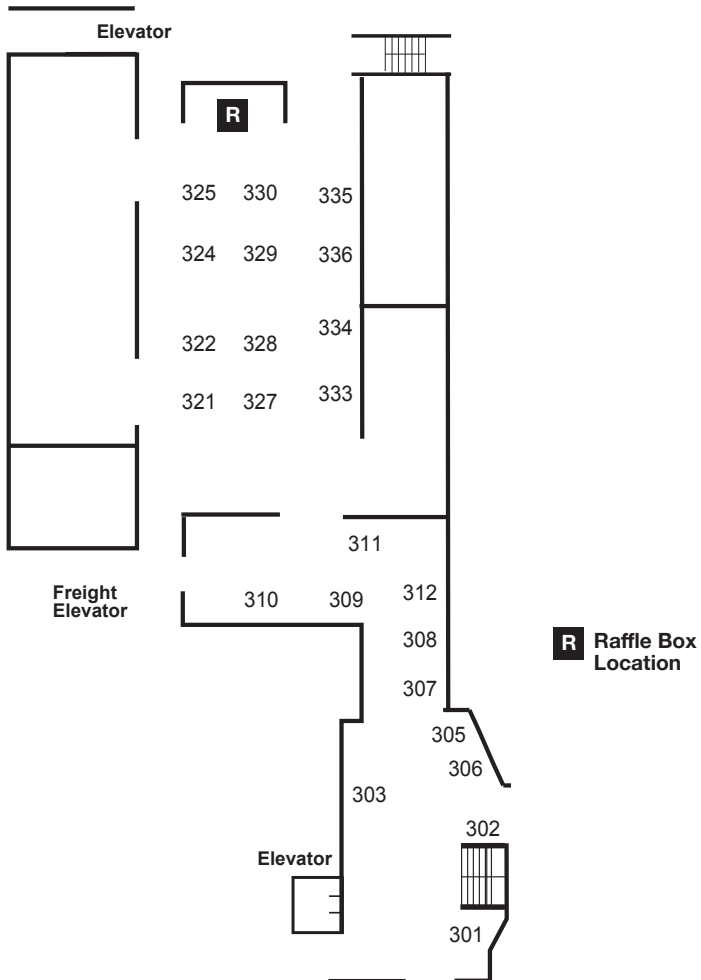 Elevator
R
325 330 335
324 329 336
334
322 328
333
321 327
311
Freight
Elevator
310 309 312
308
R Raffle Box
Location
307
305
306
303
302
Elevator
301